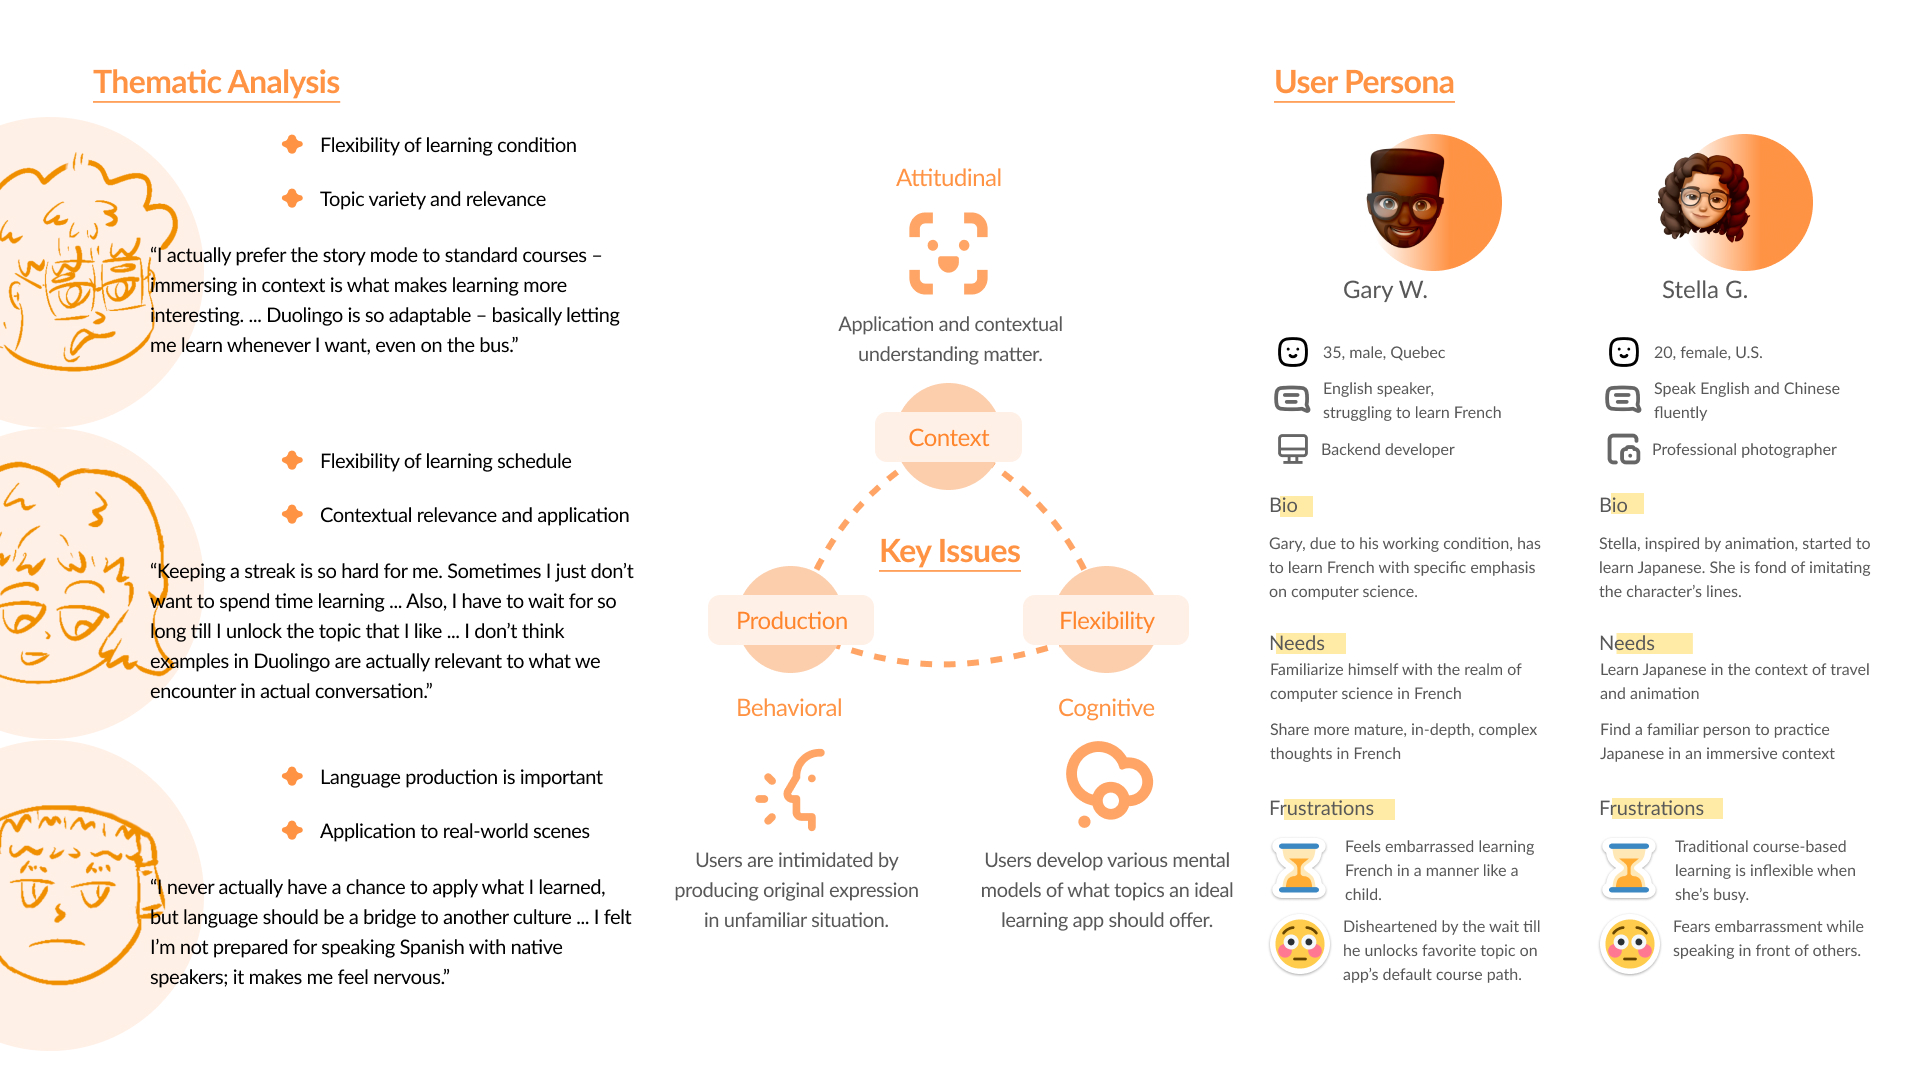 Thematic Analysis
Flexibility of learning condition
Topic variety and relevance
“I actually prefer the story mode to standard courses –
immersing in context is what makes learning more
interesting. ... Duolingo is so adaptable – basically letting
me learn whenever I want, even on the bus.”
Flexibility of learning schedule
Contextual relevance and application
“Keeping a streak is so hard for me. Sometimes I just don’t
want to spend time learning ... Also, I have to wait for so
long till I unlock the topic that I like ... I don’t think
examples in Duolingo are actually relevant to what we
encounter in actual conversation.”
Language production is important
Application to real-world scenes
“I never actually have a chance to apply what I learned,
but language should be a bridge to another culture ... I felt
I’m not prepared for speaking Spanish with native
speakers; it makes me feel nervous.”
Attitudinal
Application and contextual
understanding matter.
Context
Key Issues
Production
Flexibility
Behavioral
Users are intimidated by
producing original expression
in unfamiliar situation.
Cognitive
Users develop various mental
models of what topics an ideal
learning app should offer.
User Persona
Gary W.
35, male, Quebec
English speaker,
struggling to learn French
Backend developer
Bio
Gary, due to his working condition, has
to learn French with specific emphasis
on computer science.
Needs
Familiarize himself with the realm of
computer science in French
Share more mature, in-depth, complex
thoughts in French
Frustrations
Feels embarrassed learning
French in a manner like a
child.
Disheartened by the wait till
he unlocks favorite topic on
app’s default course path.
Stella G.
20, female, U.S.
Speak English and Chinese
fluently
Professional photographer
Bio
Stella, inspired by animation, started to
learn Japanese. She is fond of imitating
the character’s lines.
Needs
Learn Japanese in the context of travel
and animation
Find a familiar person to practice
Japanese in an immersive context
Frustrations
Traditional course-based
learning is inflexible when
she’s busy.
Fears embarrassment while
speaking in front of others.